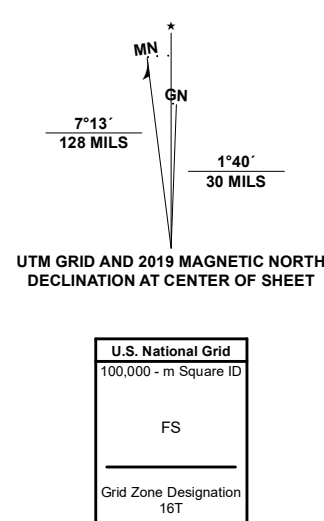 MN
GN
7°13´
128 MILS
1°40´
30 MILS
UTM GRID AND 2019 MAGNETIC NORTH
DECLINATION AT CENTER OF SHEET
U.S. National Grid
100,000 - m Square ID
FS
Grid Zone Designation
16T